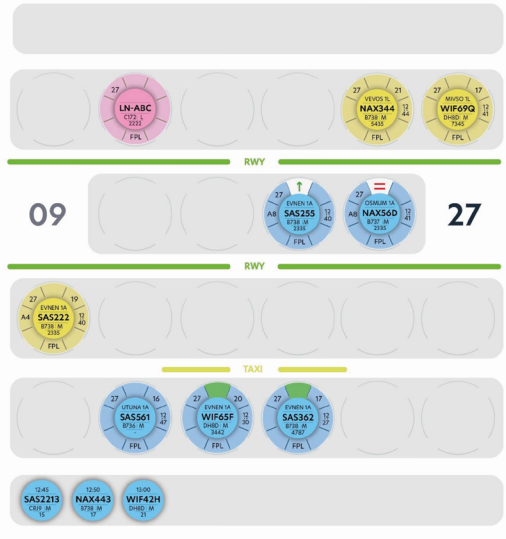 27
LN-ABC
C172 L
2222
FPL
27 21
VEVOS 1L
NAX344
B738 M
5435
12
44
FPL
27 17
MIVSO 1L
WIF69Q
DH8D M
7345
12
41
FPL
RWY
09
↑
EVNEN 1A
SAS255
B738 M
2335
A8
12
40
FPL
=
OSMUM 1A
NAX56D
B737 M
2335
A8
12
41
FPL
27
RWY
27 19
EVNEN 1A
SAS222
B738 M
2335
A4
12
40
FPL
TAXI
27 16
UTUNA 1A
SAS561
B736 M
-
12
47
FPL
27 20
EVNEN 1A
WIF65F
DH8D M
3442
12
30
FPL
27 17
EVNEN 1A
SAS362
B738 M
4787
12
27
FPL
12:45
SAS2213
CRJ9 M
15
12:50
NAX443
B738 M
17
13:00
WIF42H
DH8D M
21